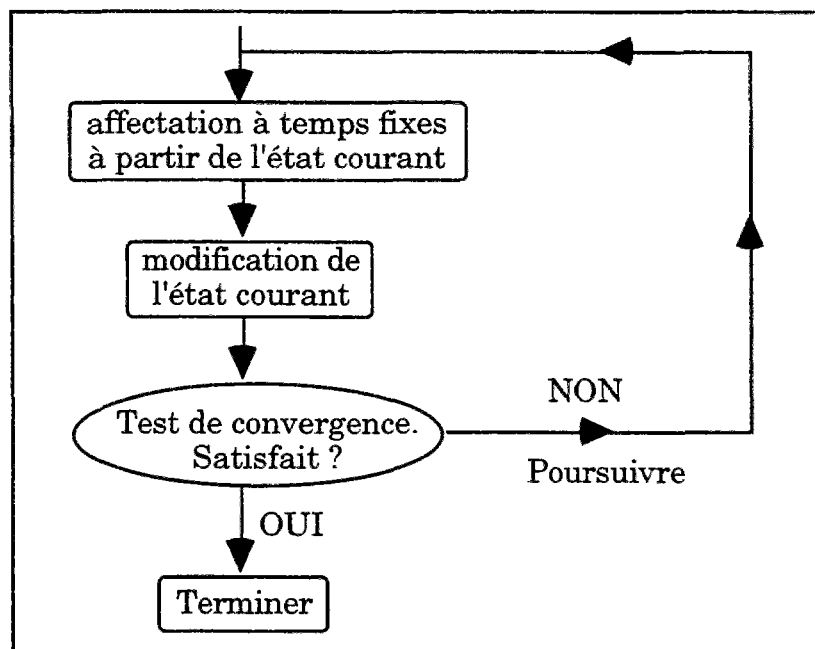 affectation à temps fixes
à partir de l'état courant
modification de
l'état courant
Test de convergence.
Satisfait ?
NON
Poursuivre
OUI
Terminer